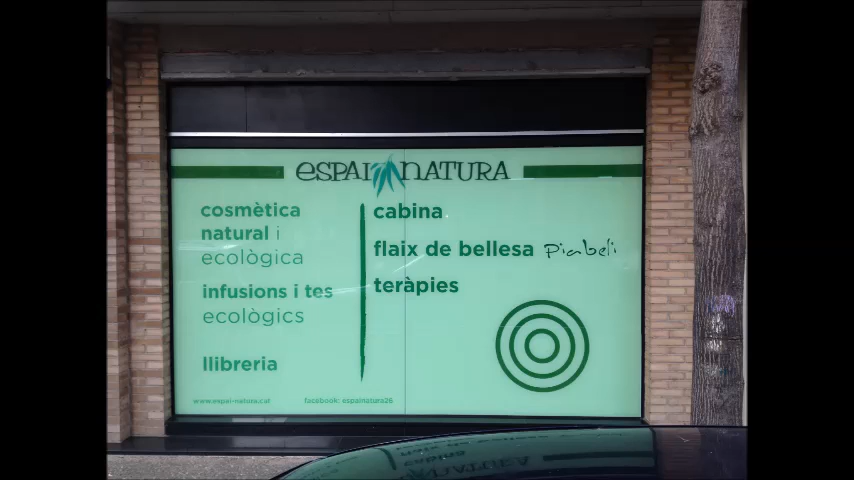 espai natura
cosmètica
natural i
ecològica
infusions i tes
ecològics
llibreria
www.espai-natura.cat
facebook: espainatura26
cabina
flaix de bellesa Piabeli
teràpies